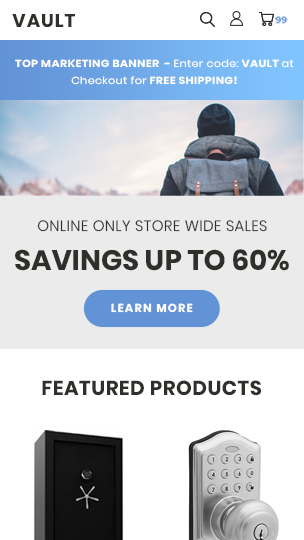 VAULT
99
TOP MARKETING BANNER - Enter code: VAULT at
Checkout for FREE SHIPPING!
ONLINE ONLY STORE WIDE SALES
SAVINGS UP TO 60%
LEARN MORE
FEATURED PRODUCTS